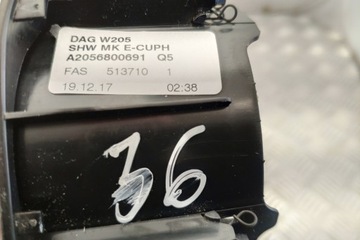 DAG W205
SHW MK E-CUPH
A2056800691 Q5
FAS 513710 1
19.12.17 02:38
36